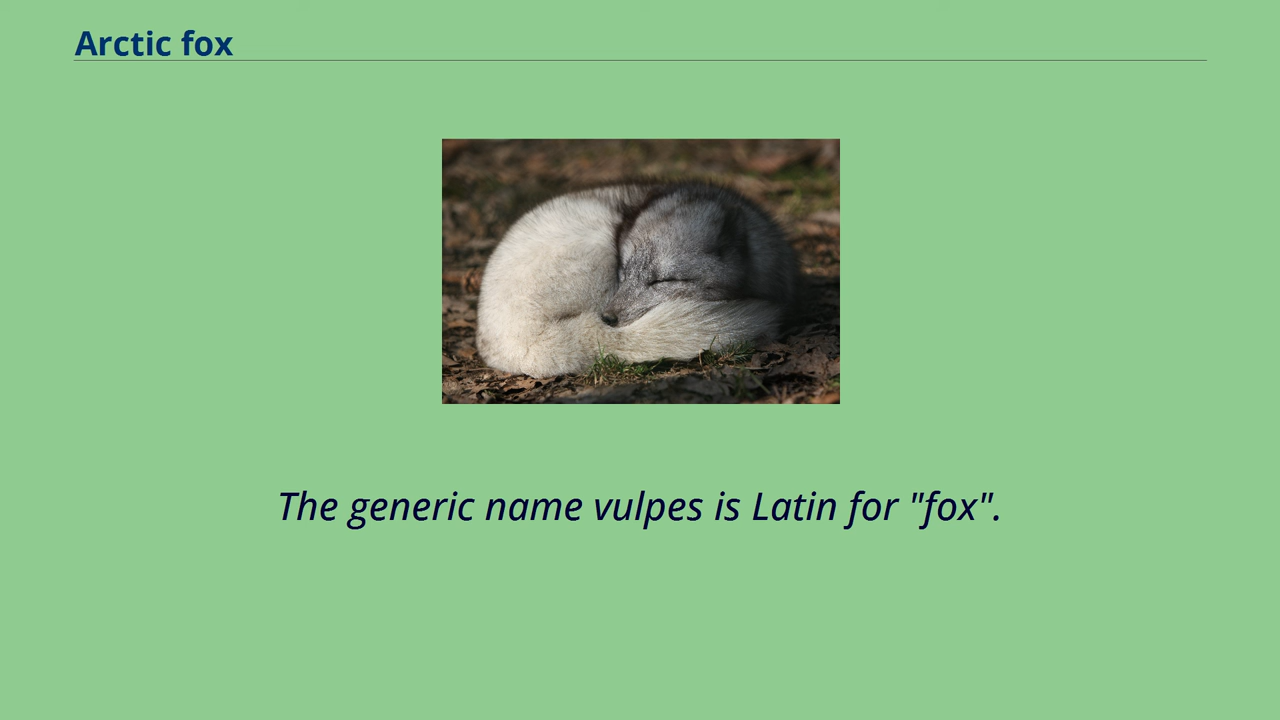 Arctic fox
The generic name vulpes is Latin for "fox".